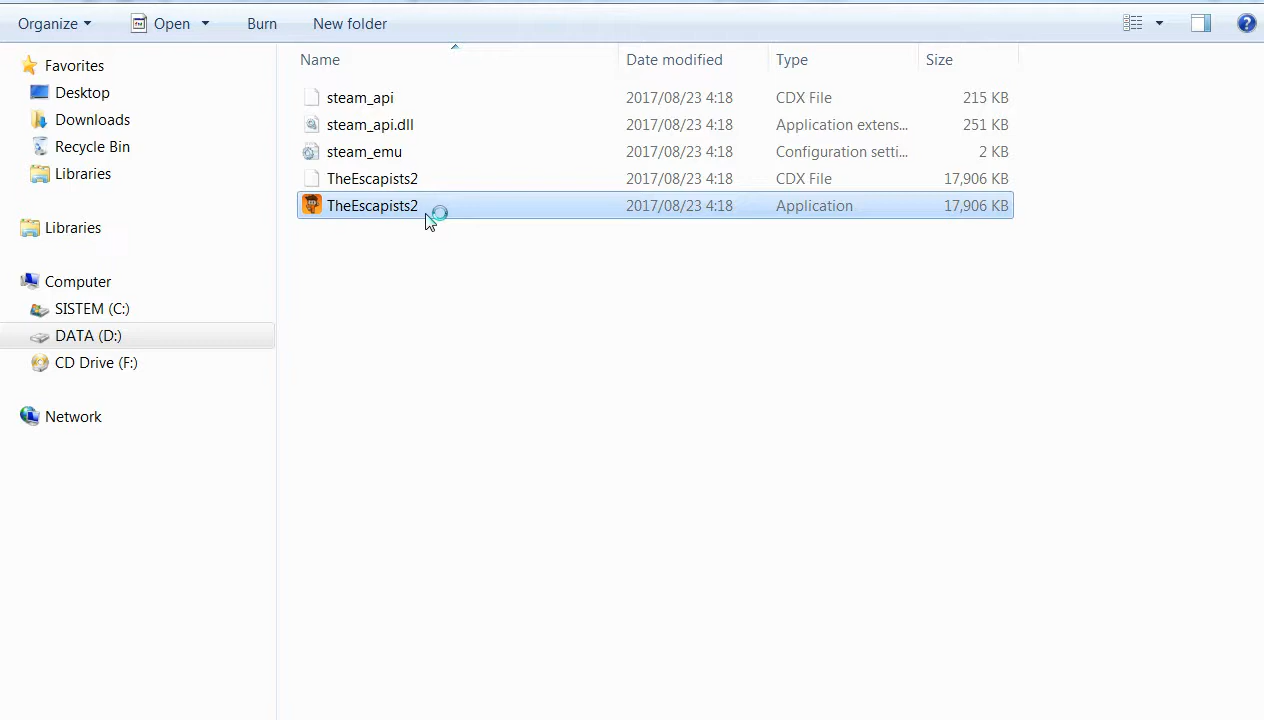 Organize Open Burn New folder
Name Date modified Type Size
Favorites
Desktop
Downloads
Recycle Bin
Libraries
Libraries
Computer
SISTEM (C:)
DATA (D:)
CD Drive (F:)
Network
steam_api 2017/08/23 4:18 CDX File 215 KB
steam_api.dll 2017/08/23 4:18 Application extens... 251 KB
steam_emu 2017/08/23 4:18 Configuration setti... 2 KB
TheEscapists2 2017/08/23 4:18 CDX File 17,906 KB
TheEscapists2 2017/08/23 4:18 Application 17,906 KB